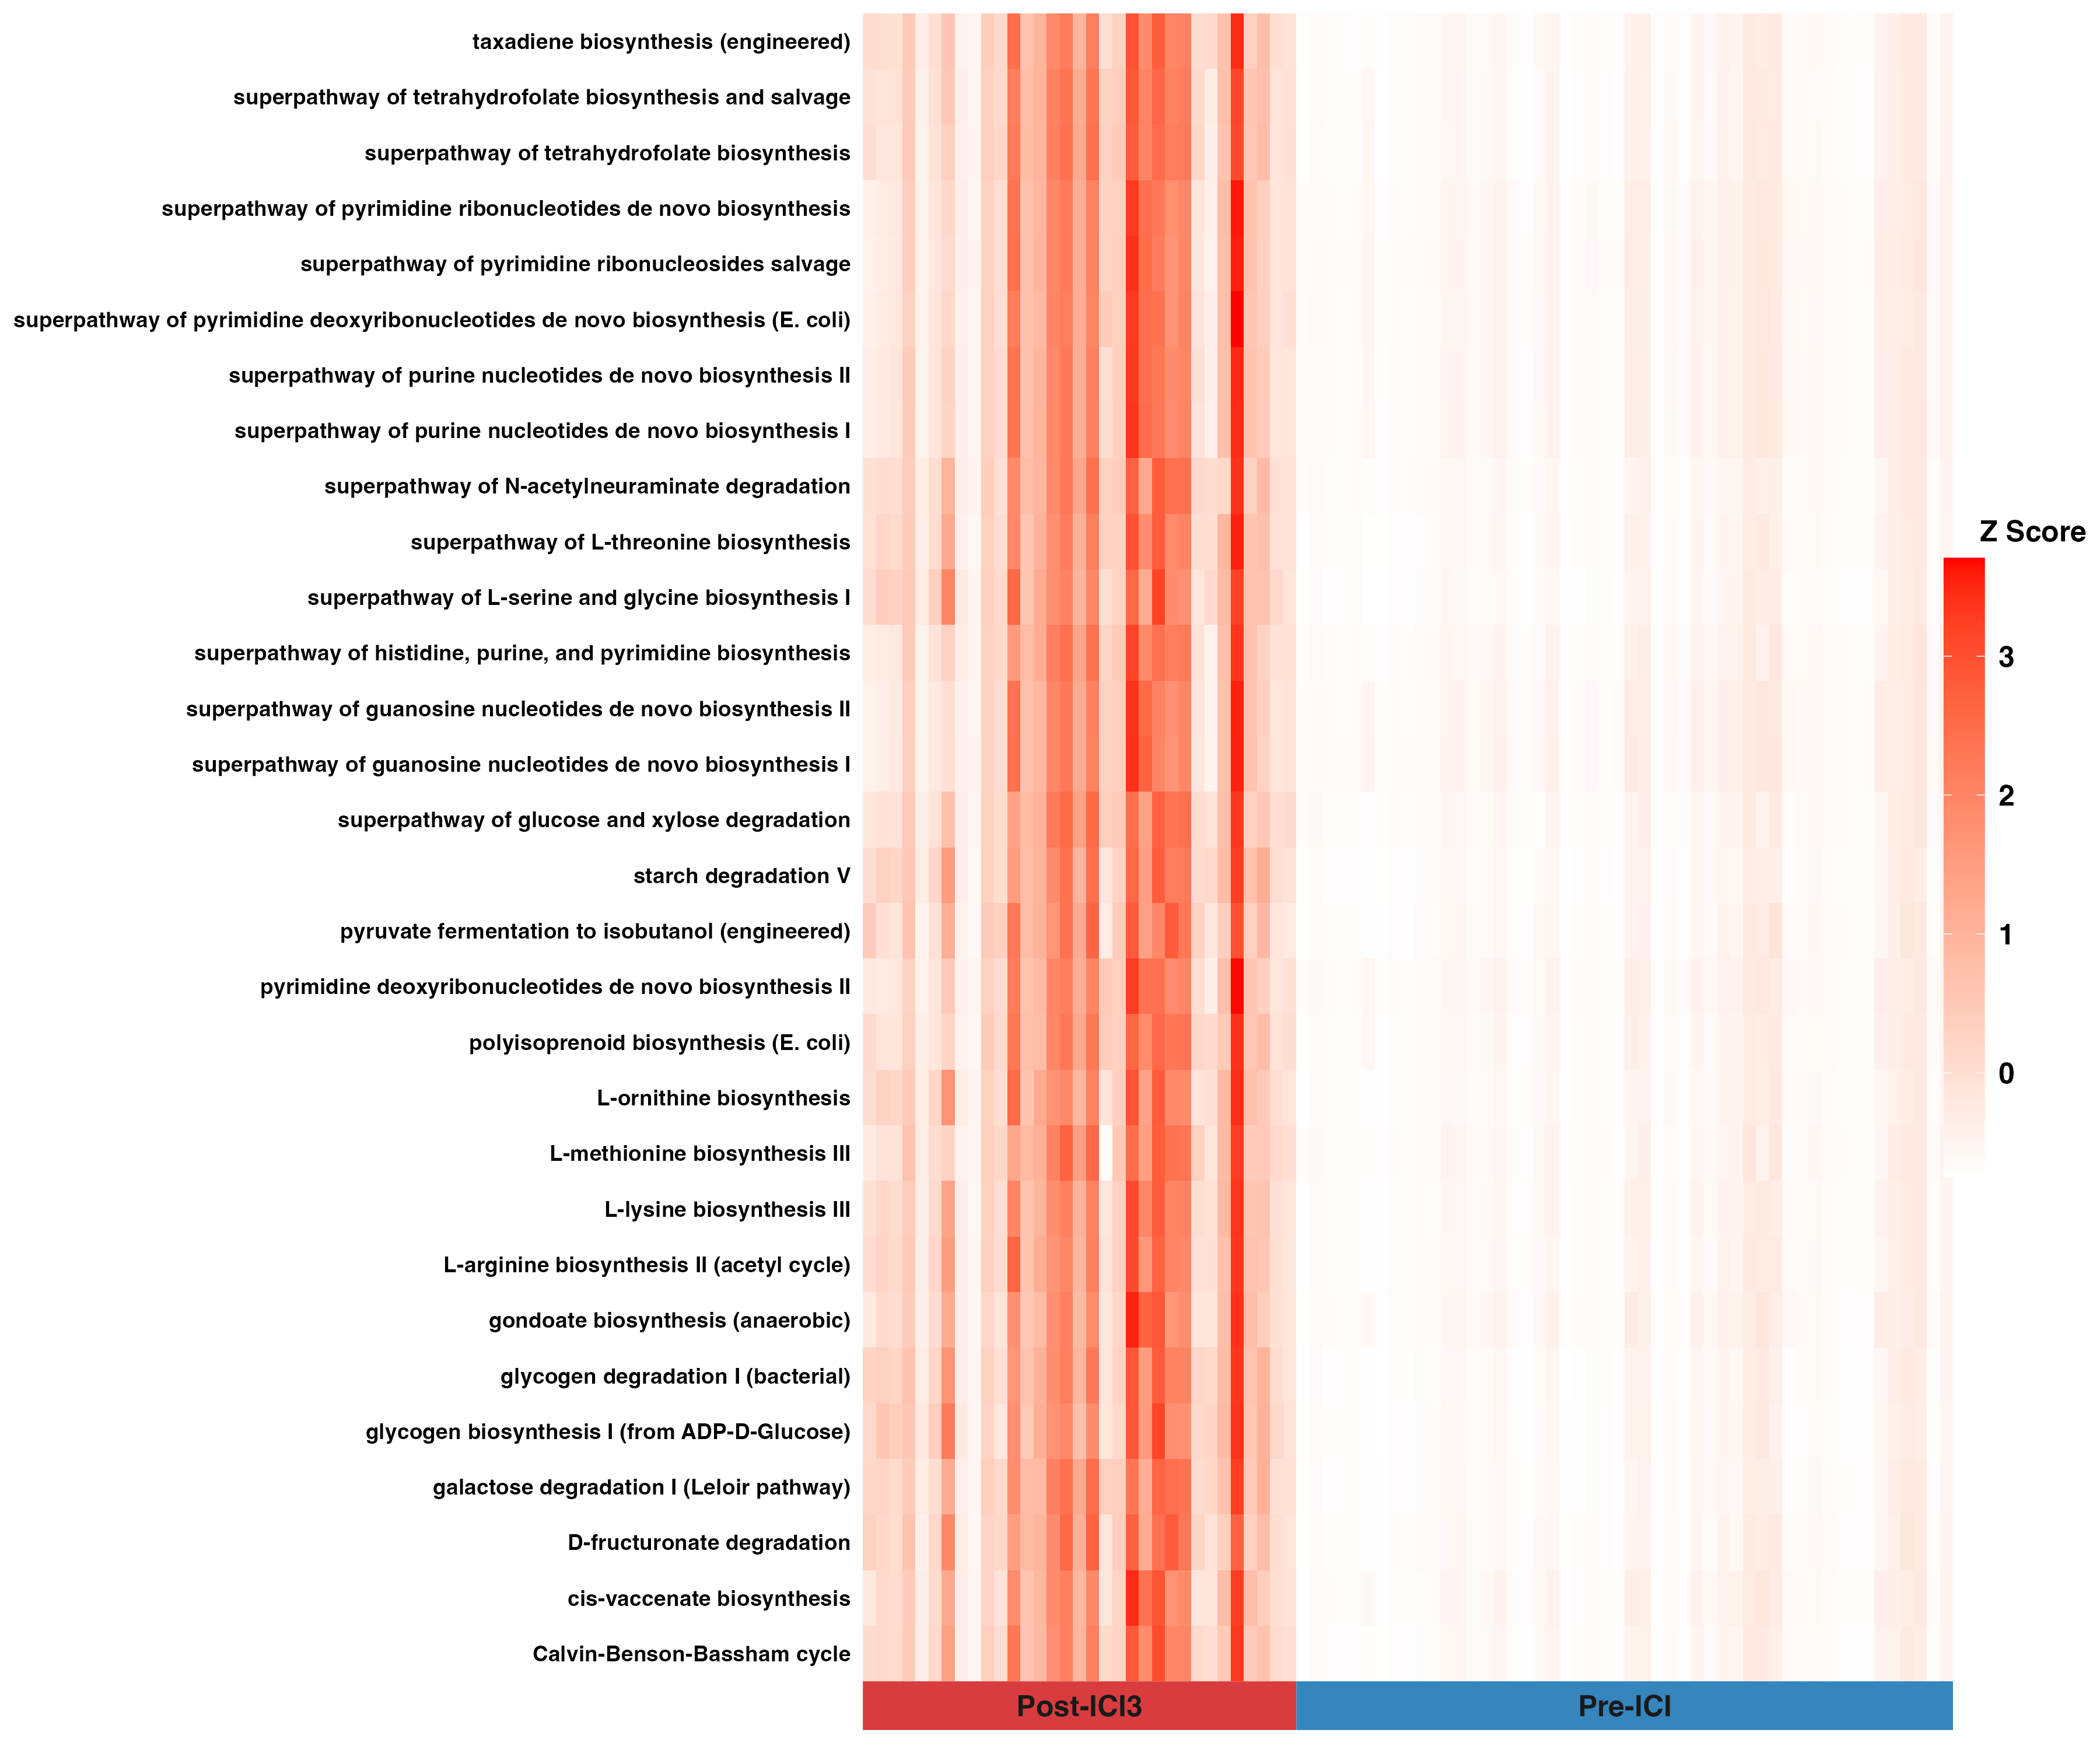 taxadiene biosynthesis (engineered)
superpathway of tetrahydrofolate biosynthesis and salvage
superpathway of tetrahydrofolate biosynthesis
superpathway of pyrimidine ribonucleotides de novo biosynthesis
superpathway of pyrimidine ribonucleosides salvage
superpathway of pyrimidine deoxyribonucleotides de novo biosynthesis (E. coli)
superpathway of purine nucleotides de novo biosynthesis II
superpathway of purine nucleotides de novo biosynthesis I
superpathway of N-acetylneuraminate degradation
superpathway of L-threonine biosynthesis
superpathway of L-serine and glycine biosynthesis I
superpathway of histidine, purine, and pyrimidine biosynthesis
superpathway of guanosine nucleotides de novo biosynthesis II
superpathway of guanosine nucleotides de novo biosynthesis I
superpathway of glucose and xylose degradation
starch degradation V
pyruvate fermentation to isobutanol (engineered)
pyrimidine deoxyribonucleotides de novo biosynthesis II
polyisoprenoid biosynthesis (E. coli)
L-ornithine biosynthesis
L-methionine biosynthesis III
L-lysine biosynthesis III
L-arginine biosynthesis II (acetyl cycle)
gondoate biosynthesis (anaerobic)
glycogen degradation I (bacterial)
glycogen biosynthesis I (from ADP-D-Glucose)
galactose degradation I (Leloir pathway)
D-fructuronate degradation
cis-vaccenate biosynthesis
Calvin-Benson-Bassham cycle
Post-ICI3
Pre-ICI
Z Score
3
2
1
0